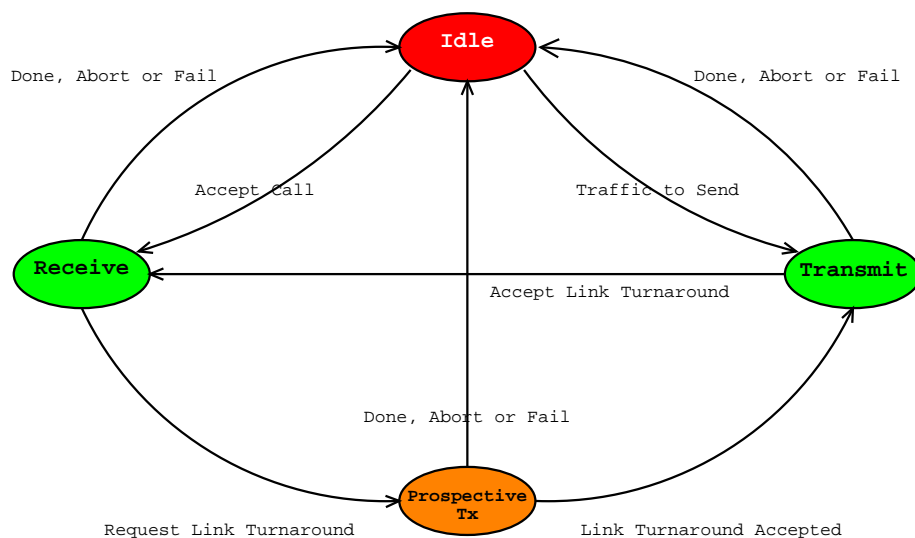 Idle
Done, Abort or Fail
Done, Abort or Fail
Accept Call
Traffic to Send
Receive
Transmit
Accept Link Turnaround
Done, Abort or Fail
Prospective
Tx
Request Link Turnaround
Link Turnaround Accepted